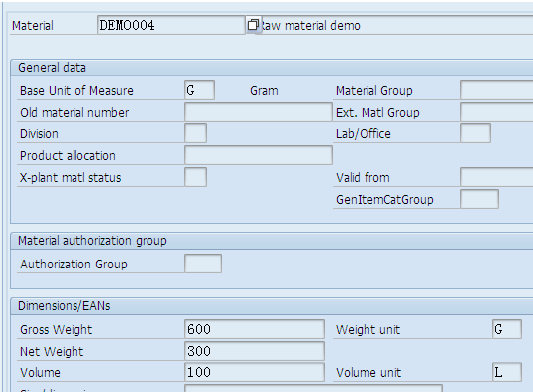 Material DEMO004 Raw material demo
General data
Base Unit of Measure G Gram Material Group
Old material number Ext. Matl Group
Division Lab/Office
Product alocation
X-plant matl status Valid from
GenItemCatGroup
Material authorization group
Authorization Group
Dimensions/EANs
Gross Weight 600 Weight unit G
Net Weight 300
Volume 100 Volume unit L